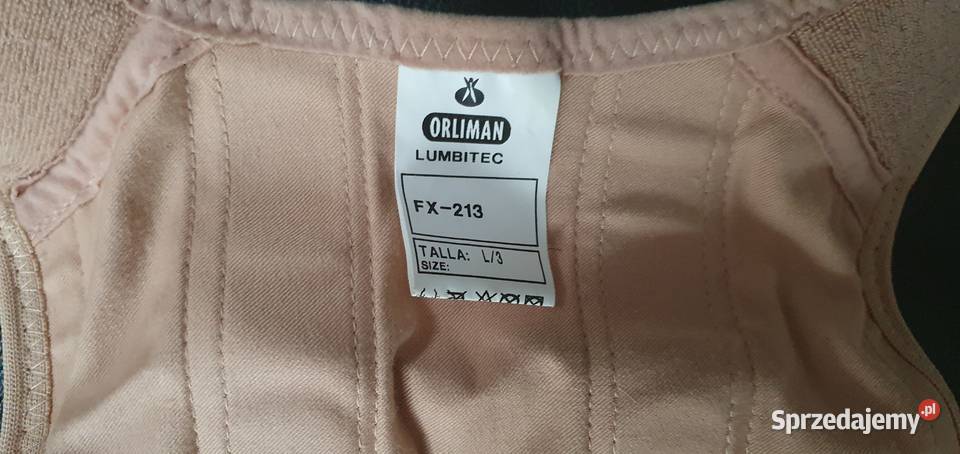 ORLIMAN
LUMBITEC
FX-213
TALLA: L/3
SIZE:
Sprzedajemy.pl